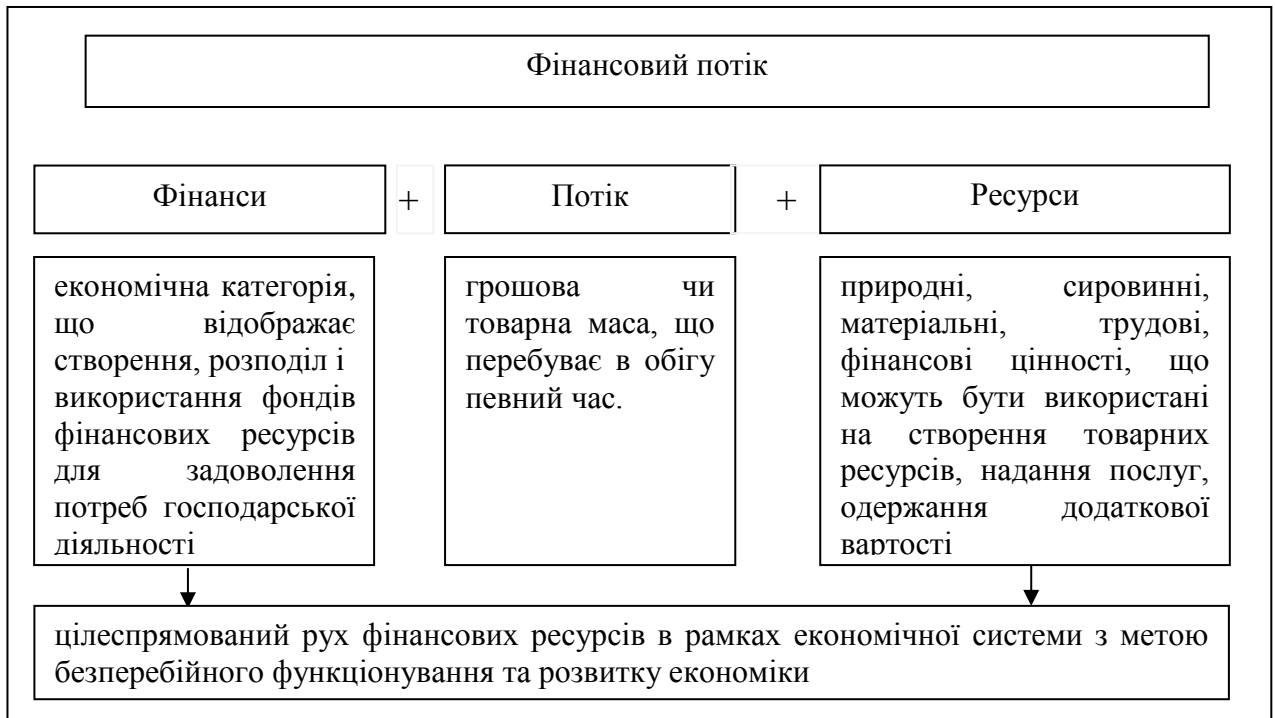 Фінансовий потік
Фінанси
+
Потік
+
Ресурси
економічна категорія,
що відображає
створення, розподіл і
використання фондів
фінансових ресурсів
для задоволення
потреб господарської
діяльності
грошова чи
товарна маса, що
перебуває в обігу
певний час.
природні, сировинні,
матеріальні, трудові,
фінансові цінності, що
можуть бути використані
на створення товарних
ресурсів, надання послуг,
одержання додаткової
вартості
цілеспрямований рух фінансових ресурсів в рамках економічної системи з метою
безперебійного функціонування та розвитку економіки